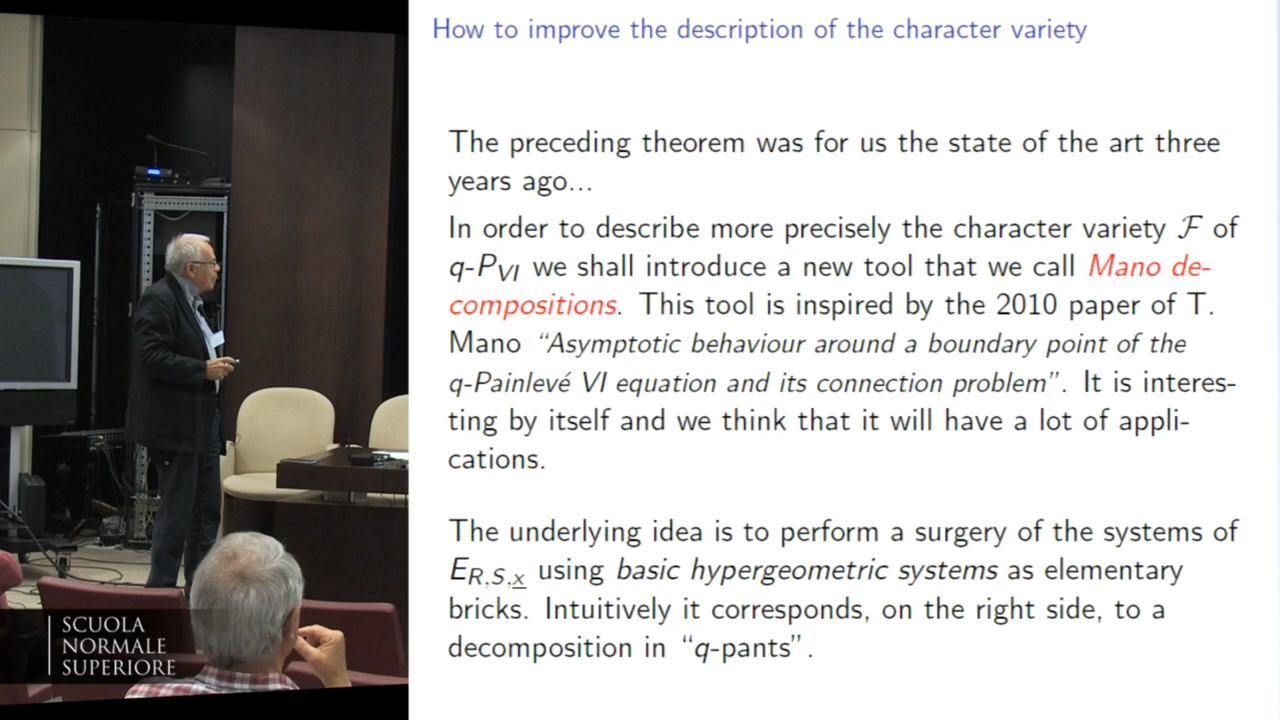 How to improve the description of the character variety
The preceding theorem was for us the state of the art three
years ago...
In order to describe more precisely the character variety ℱ of
q-P_VI we shall introduce a new tool that we call Mano de-
compositions. This tool is inspired by the 2010 paper of T.
Mano “Asymptotic behaviour around a boundary point of the
q-Painlevé VI equation and its connection problem”. It is interes-
ting by itself and we think that it will have a lot of appli-
cations.
The underlying idea is to perform a surgery of the systems of
E_{R,S,x} using basic hypergeometric systems as elementary
bricks. Intuitively it corresponds, on the right side, to a
decomposition in “q-pants”.
SCUOLA
NORMALE
SUPERIORE